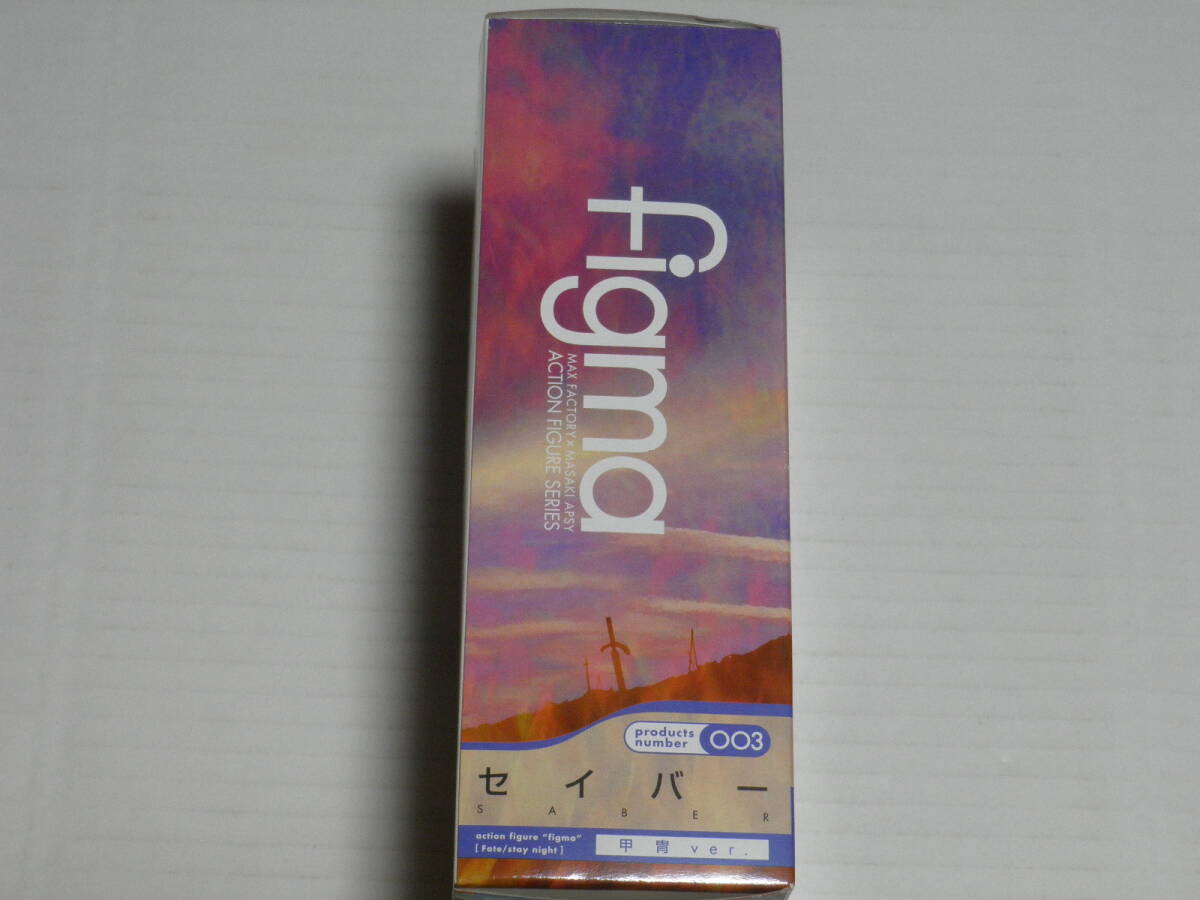 figma
MAX FACTORY x MASAKI APSY
ACTION FIGURE SERIES
products
number 003
セイバー
SABER
action figure "figma"
[Fate/stay night]
甲冑 ver.